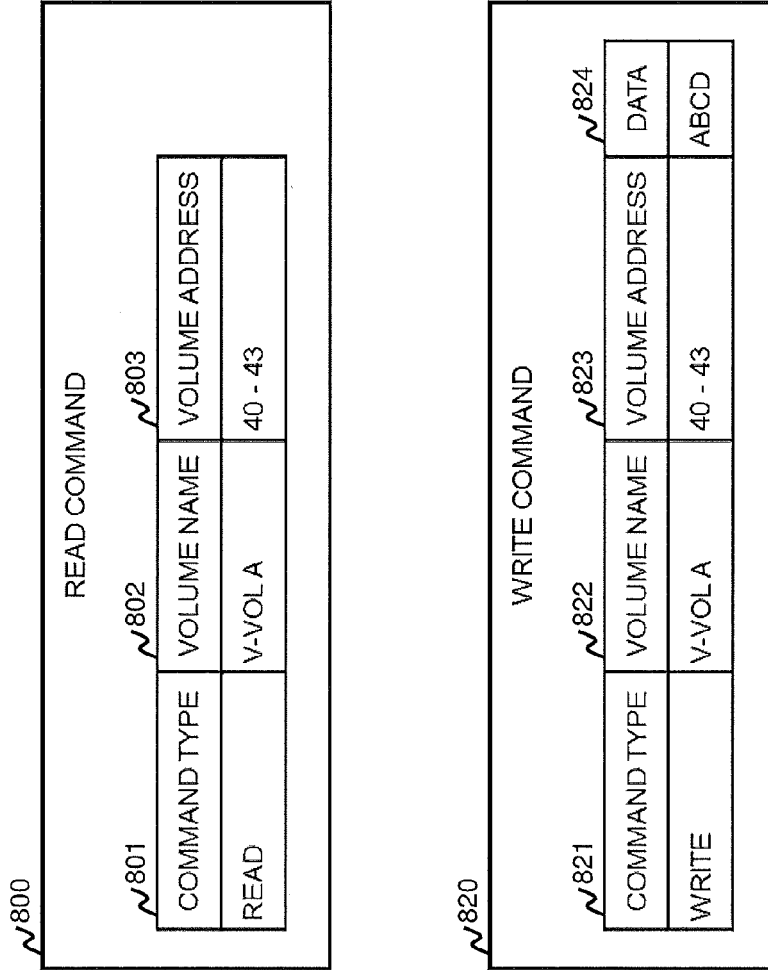 800
READ COMMAND
801 802 803
COMMAND TYPE VOLUME NAME VOLUME ADDRESS
READ V-VOL A 40 - 43
820
WRITE COMMAND
821 822 823 824
COMMAND TYPE VOLUME NAME VOLUME ADDRESS DATA
WRITE V-VOL A 40 - 43 ABCD